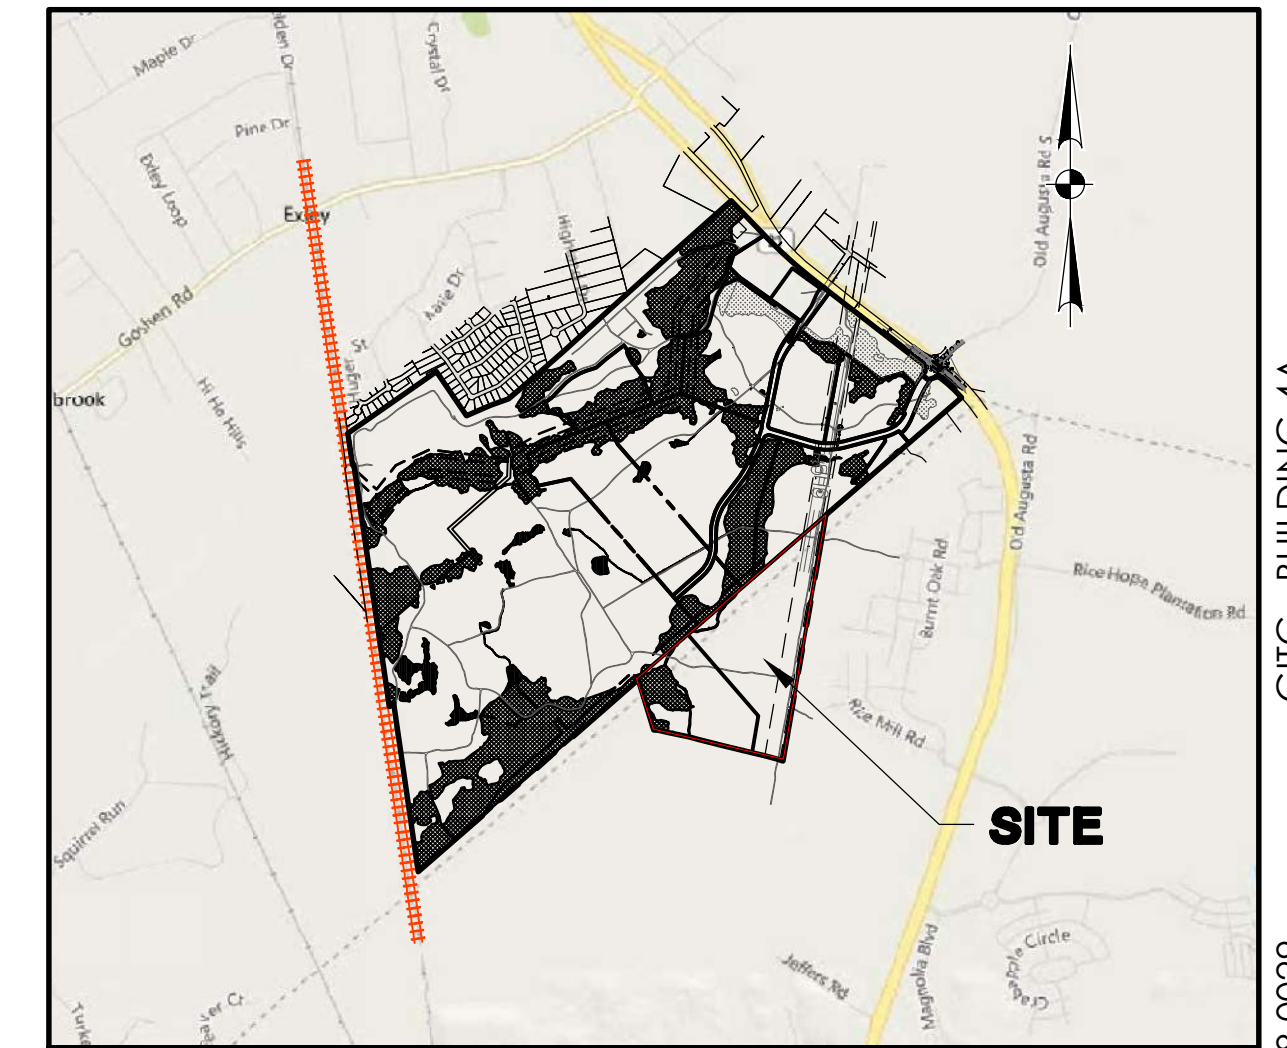 Maple Dr
Crystal Dr
Pine Dr
Exley Loop
Exley
Old Augusta Rd S
Goshen Rd
brook
Hi Ho Hills
Old Augusta Rd
Burnt Oak Rd
Rice Hope Plantation Rd
Hickory Trail
Rice Mill Rd
SITE
Squirrel Run
Jeffers Rd
Magnolia Blvd
Crabapple Circle